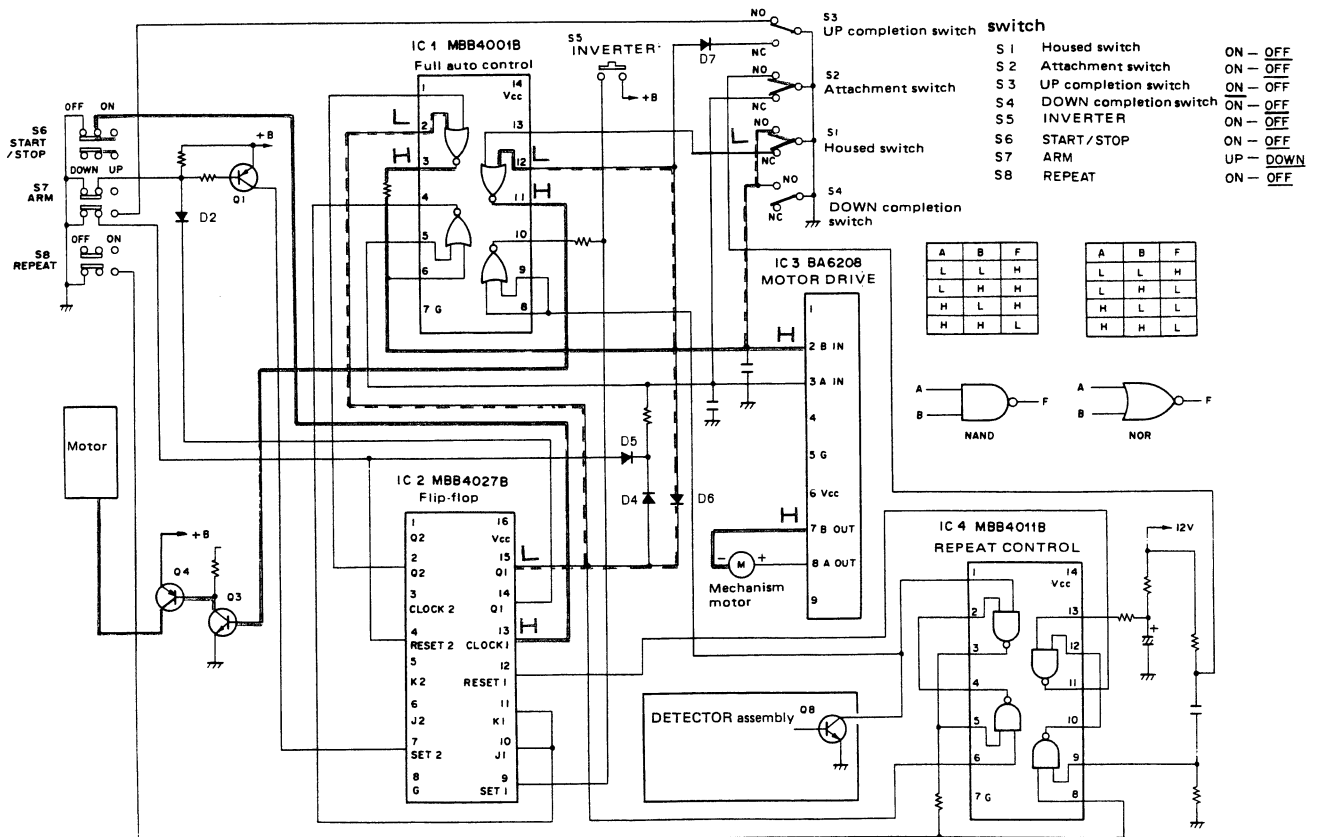 NO
S3
UP completion switch
NC
D7
switch
S1 Housed switch ON – OFF
S2 Attachment switch ON – OFF
S3 UP completion switch ON – OFF
S4 DOWN completion switch ON – OFF
S5 INVERTER ON – OFF
S6 START/STOP ON – OFF
S7 ARM UP – DOWN
S8 REPEAT ON – OFF
IC 1 MBB4001B
Full auto control
S5
INVERTER
+B
NO
S2
Attachment switch
NC
NO
L
S1
Housed switch
NC
NO
S4
DOWN completion
switch
NC
OFF ON
S6
START
/STOP
DOWN UP
S7
ARM
OFF ON
S8
REPEAT
+B
Q1
D2
1
14
Vcc
L
2
13
H
3
L
12
H
4
11
5
10
6
9
7 G
8
IC 3 BA6208
MOTOR DRIVE
1
H
2 B IN
3 A IN
4
5 G
6 Vcc
H
7 B OUT
8 A OUT
9
– M +
Mechanism
motor
A B F
L L H
L H H
H L H
H H L
A B F
L L H
L H L
H L L
H H L
A
B
F
NAND
A
B
F
NOR
Motor
+B
Q4
Q3
D5
D4
D6
IC 2 MBB4027B
Flip-flop
1
Q2
16
Vcc
2
Q2
15
Q1
L
3
CLOCK 2
14
Q1
4
RESET 2
13
CLOCK 1
H
5
K2
12
RESET 1
6
J2
11
K1
7
SET 2
10
J1
8
G
9
SET 1
DETECTOR assembly
Q8
IC 4 MBB4011B
REPEAT CONTROL
12V
1
14
Vcc
2
13
3
12
4
11
5
10
6
9
7 G
8
+